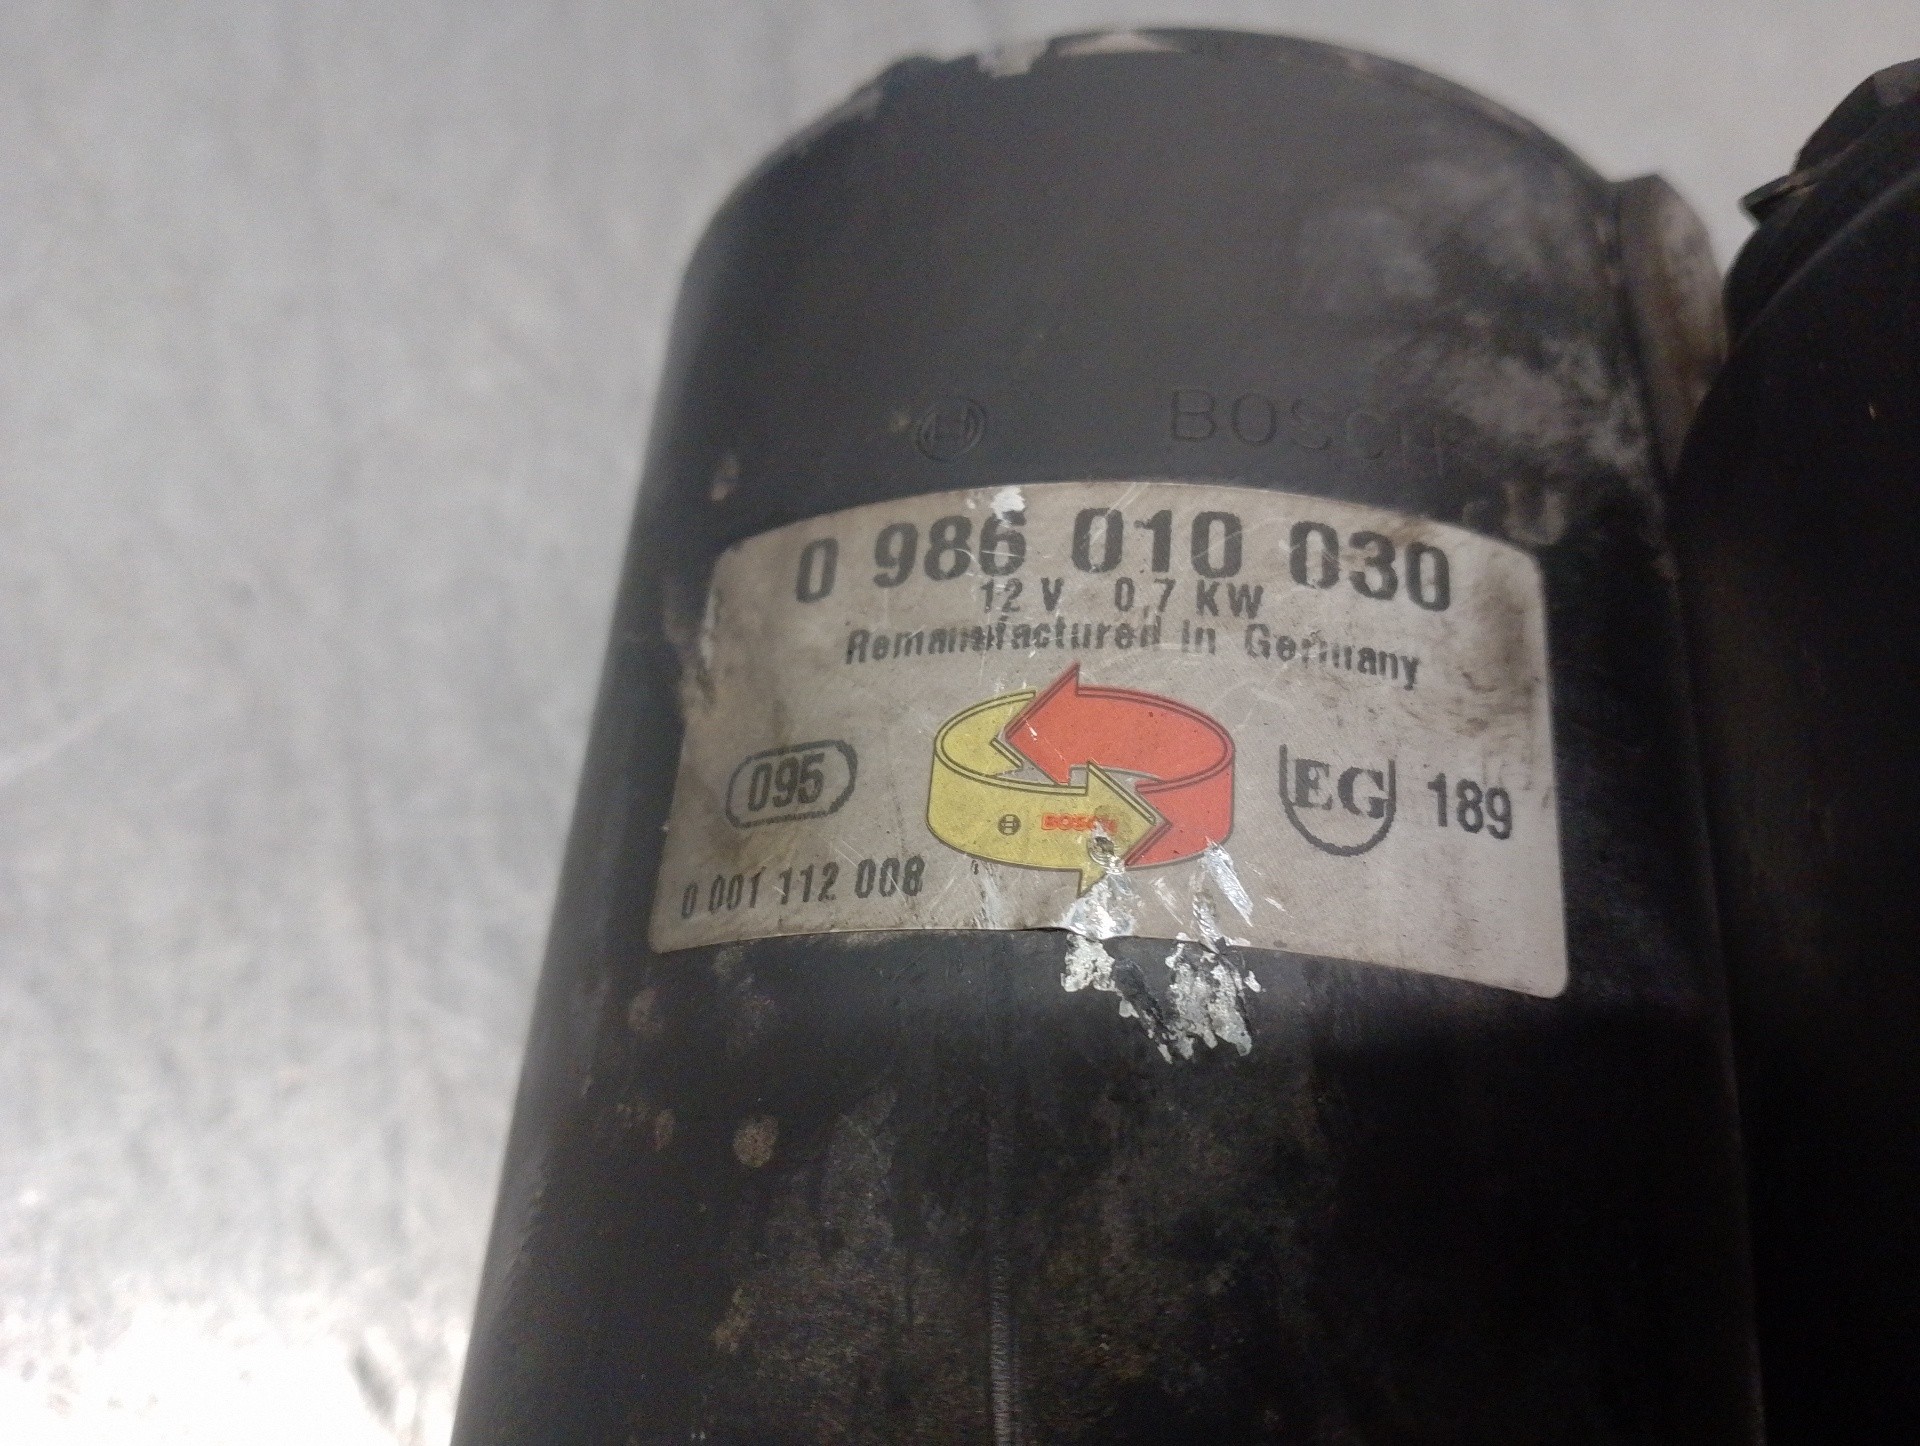 BOSCH
0 986 010 030
12 V 0,7 KW
Remanufactured in Germany
095
BOSCH
EG 189
0 001 112 008